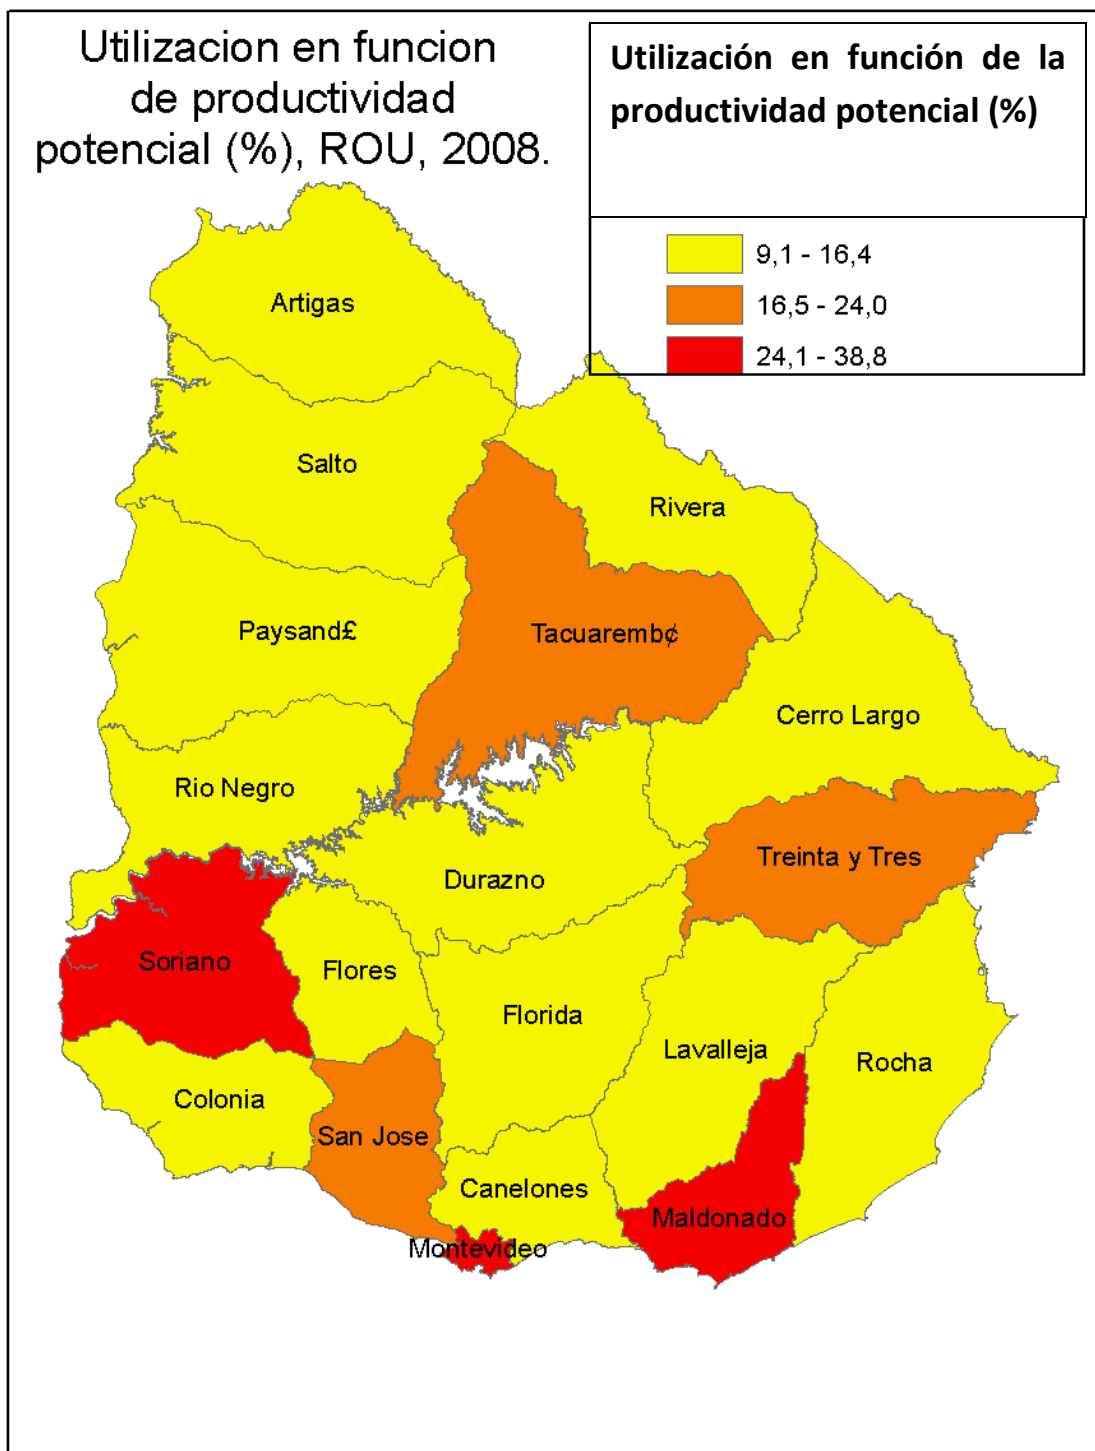 Utilizacion en funcion
de productividad
potencial (%), ROU, 2008.
Utilización en función de la
productividad potencial (%)
9,1 - 16,4
16,5 - 24,0
24,1 - 38,8
Artigas
Salto
Rivera
Paysand£
Tacuaremb¢
Cerro Largo
Rio Negro
Treinta y Tres
Durazno
Soriano
Flores
Florida
Lavalleja
Rocha
Colonia
San Jose
Canelones
Maldonado
Montevideo